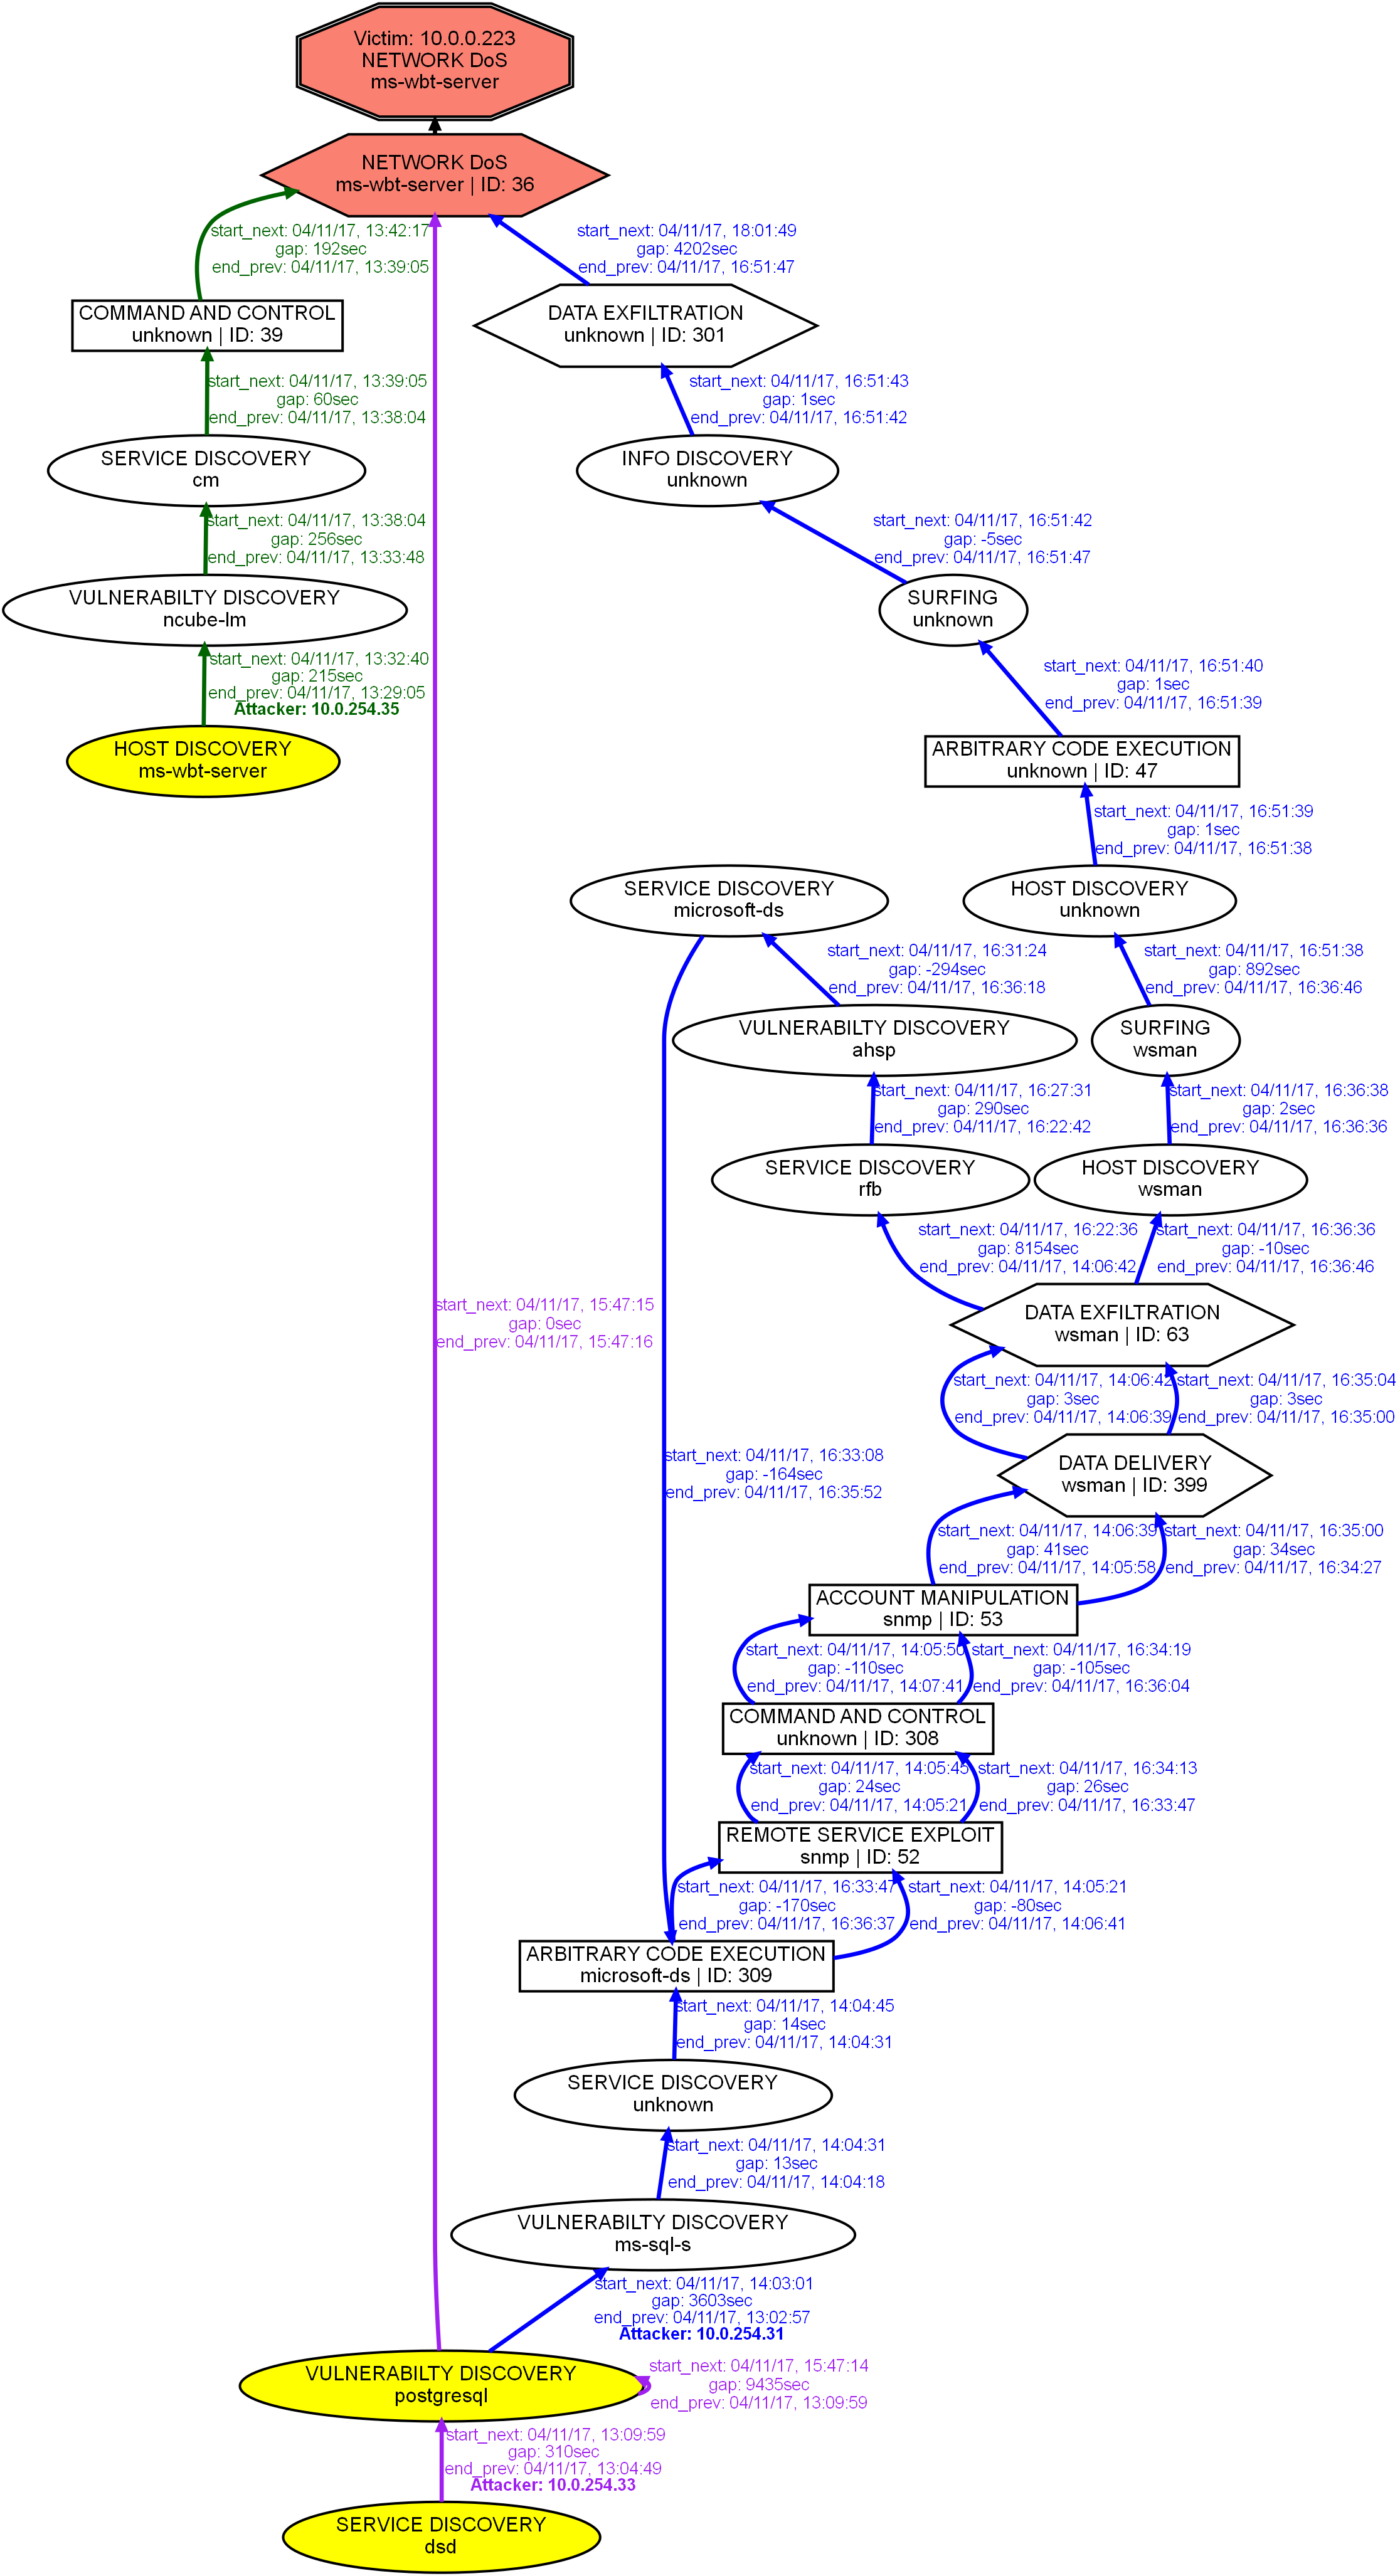 Victim: 10.0.0.223
NETWORK DoS
ms-wbt-server
NETWORK DoS
ms-wbt-server | ID: 36
start_next: 04/11/17, 13:42:17
gap: 192sec
end_prev: 04/11/17, 13:39:05
start_next: 04/11/17, 18:01:49
gap: 4202sec
end_prev: 04/11/17, 16:51:47
COMMAND AND CONTROL
unknown | ID: 39
DATA EXFILTRATION
unknown | ID: 301
start_next: 04/11/17, 13:39:05
gap: 60sec
end_prev: 04/11/17, 13:38:04
start_next: 04/11/17, 16:51:43
gap: 1sec
end_prev: 04/11/17, 16:51:42
SERVICE DISCOVERY
cm
INFO DISCOVERY
unknown
start_next: 04/11/17, 13:38:04
gap: 256sec
end_prev: 04/11/17, 13:33:48
start_next: 04/11/17, 16:51:42
gap: -5sec
end_prev: 04/11/17, 16:51:47
VULNERABILTY DISCOVERY
ncube-lm
SURFING
unknown
start_next: 04/11/17, 13:32:40
gap: 215sec
end_prev: 04/11/17, 13:29:05
Attacker: 10.0.254.35
start_next: 04/11/17, 16:51:40
gap: 1sec
end_prev: 04/11/17, 16:51:39
HOST DISCOVERY
ms-wbt-server
ARBITRARY CODE EXECUTION
unknown | ID: 47
start_next: 04/11/17, 16:51:39
gap: 1sec
end_prev: 04/11/17, 16:51:38
SERVICE DISCOVERY
microsoft-ds
HOST DISCOVERY
unknown
start_next: 04/11/17, 16:31:24
gap: -294sec
end_prev: 04/11/17, 16:36:18
start_next: 04/11/17, 16:51:38
gap: 892sec
end_prev: 04/11/17, 16:36:46
VULNERABILTY DISCOVERY
ahsp
SURFING
wsman
start_next: 04/11/17, 16:27:31
gap: 290sec
end_prev: 04/11/17, 16:22:42
start_next: 04/11/17, 16:36:38
gap: 2sec
end_prev: 04/11/17, 16:36:36
SERVICE DISCOVERY
rfb
HOST DISCOVERY
wsman
start_next: 04/11/17, 16:22:36
gap: 8154sec
end_prev: 04/11/17, 14:06:42
start_next: 04/11/17, 16:36:36
gap: -10sec
end_prev: 04/11/17, 16:36:46
start_next: 04/11/17, 15:47:15
gap: 0sec
end_prev: 04/11/17, 15:47:16
DATA EXFILTRATION
wsman | ID: 63
start_next: 04/11/17, 14:06:42
gap: 3sec
end_prev: 04/11/17, 14:06:39
start_next: 04/11/17, 16:35:04
gap: 3sec
end_prev: 04/11/17, 16:35:00
start_next: 04/11/17, 16:33:08
gap: -164sec
end_prev: 04/11/17, 16:35:52
DATA DELIVERY
wsman | ID: 399
start_next: 04/11/17, 14:06:39
gap: 41sec
end_prev: 04/11/17, 14:05:58
start_next: 04/11/17, 16:35:00
gap: 34sec
end_prev: 04/11/17, 16:34:27
ACCOUNT MANIPULATION
snmp | ID: 53
start_next: 04/11/17, 14:05:50
gap: -110sec
end_prev: 04/11/17, 14:07:41
start_next: 04/11/17, 16:34:19
gap: -105sec
end_prev: 04/11/17, 16:36:04
COMMAND AND CONTROL
unknown | ID: 308
start_next: 04/11/17, 14:05:45
gap: 24sec
end_prev: 04/11/17, 14:05:21
start_next: 04/11/17, 16:34:13
gap: 26sec
end_prev: 04/11/17, 16:33:47
REMOTE SERVICE EXPLOIT
snmp | ID: 52
start_next: 04/11/17, 16:33:47
gap: -170sec
end_prev: 04/11/17, 16:36:37
start_next: 04/11/17, 14:05:21
gap: -80sec
end_prev: 04/11/17, 14:06:41
ARBITRARY CODE EXECUTION
microsoft-ds | ID: 309
start_next: 04/11/17, 14:04:45
gap: 14sec
end_prev: 04/11/17, 14:04:31
SERVICE DISCOVERY
unknown
start_next: 04/11/17, 14:04:31
gap: 13sec
end_prev: 04/11/17, 14:04:18
VULNERABILTY DISCOVERY
ms-sql-s
start_next: 04/11/17, 14:03:01
gap: 3603sec
end_prev: 04/11/17, 13:02:57
Attacker: 10.0.254.31
VULNERABILTY DISCOVERY
postgresql
start_next: 04/11/17, 15:47:14
gap: 9435sec
end_prev: 04/11/17, 13:09:59
start_next: 04/11/17, 13:09:59
gap: 310sec
end_prev: 04/11/17, 13:04:49
Attacker: 10.0.254.33
SERVICE DISCOVERY
dsd